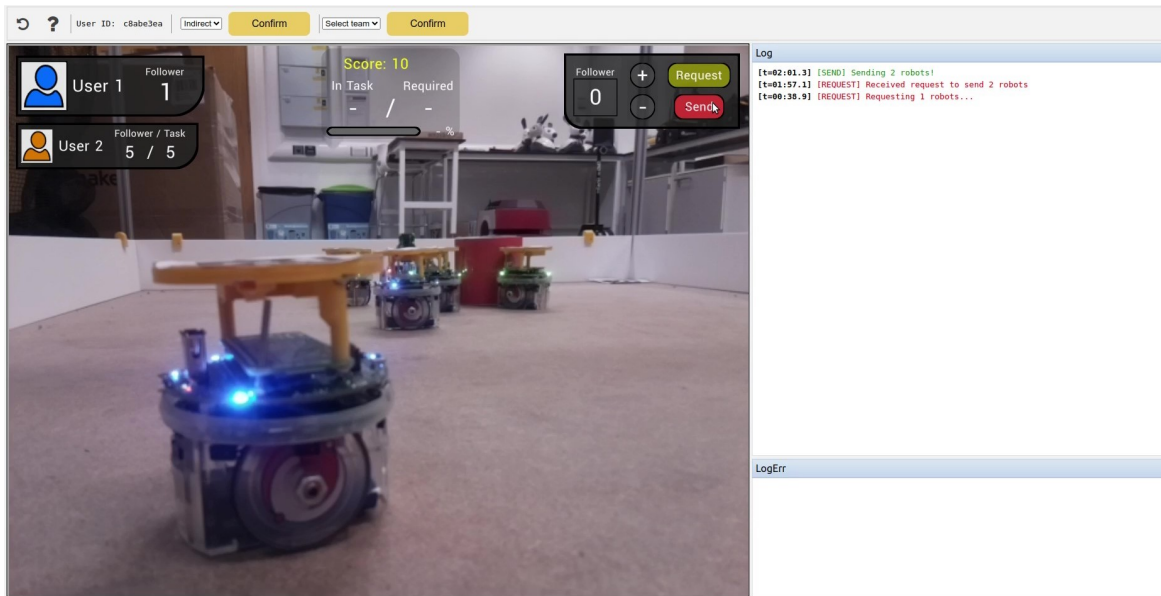 User ID: c8abe3ea
Indirect
Confirm
Select team
Confirm
User 1
Follower
1
User 2
Follower / Task
5 / 5
Score: 10
In Task Required
- / -
- %
Follower
0
+
-
Request
Send
Log
[t=02:01.3] [SEND] Sending 2 robots!
[t=01:57.1] [REQUEST] Received request to send 2 robots
[t=00:38.9] [REQUEST] Requesting 1 robots...
LogErr